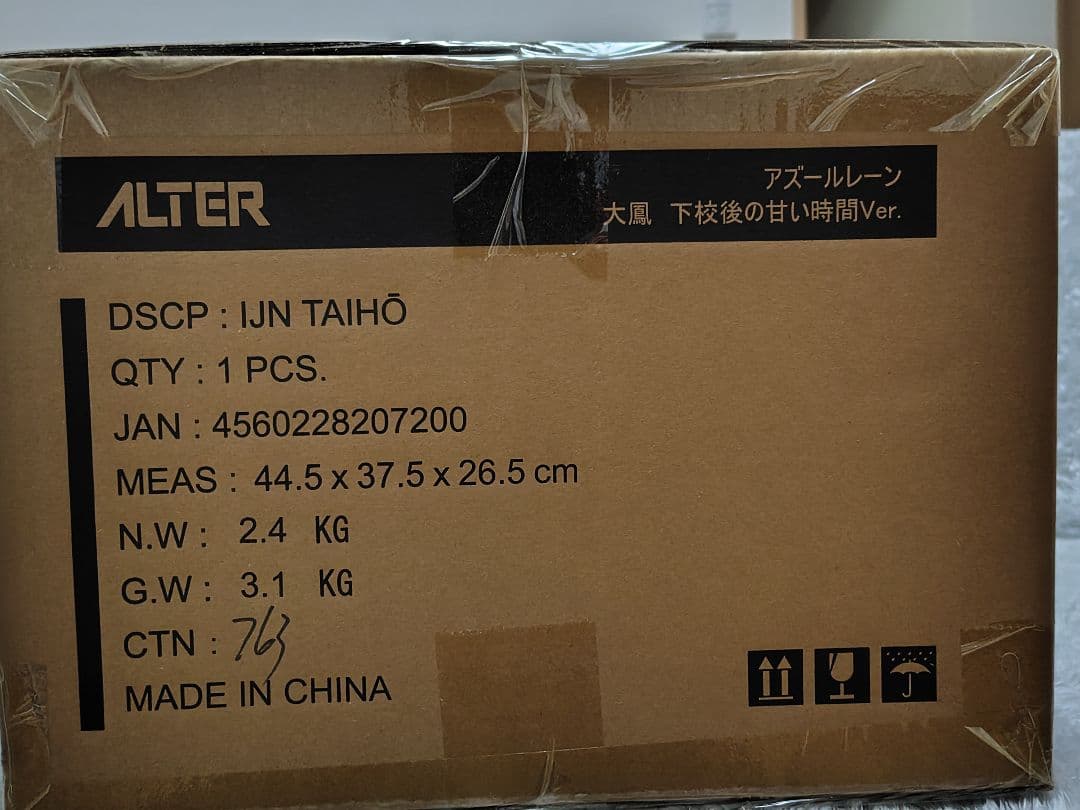 ALTER
アズールレーン
大鳳 下校後の甘い時間Ver.
DSCP : IJN TAIHŌ
QTY : 1 PCS.
JAN : 4560228207200
MEAS : 44.5 x 37.5 x 26.5 cm
N.W : 2.4 KG
G.W : 3.1 KG
CTN : 763
MADE IN CHINA